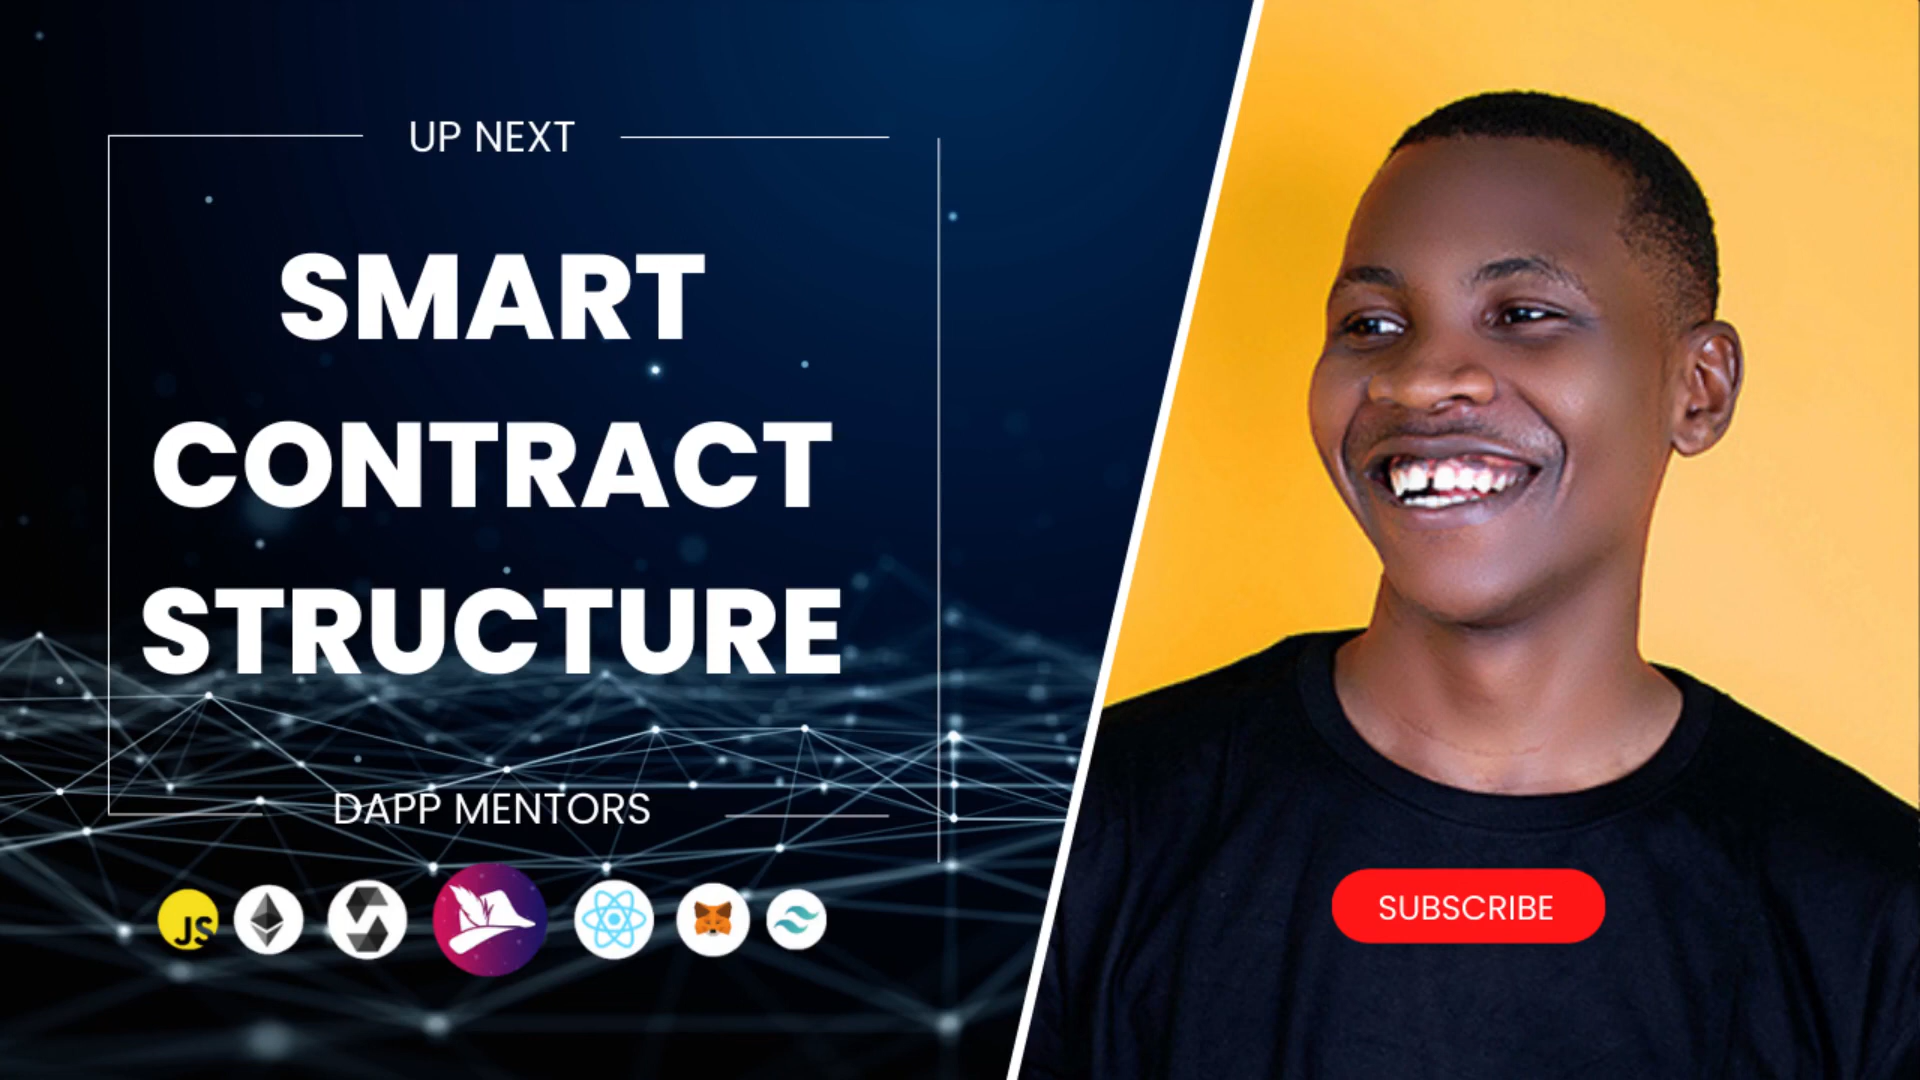 UP NEXT
SMART
CONTRACT
STRUCTURE
DAPP MENTORS
JS
SUBSCRIBE